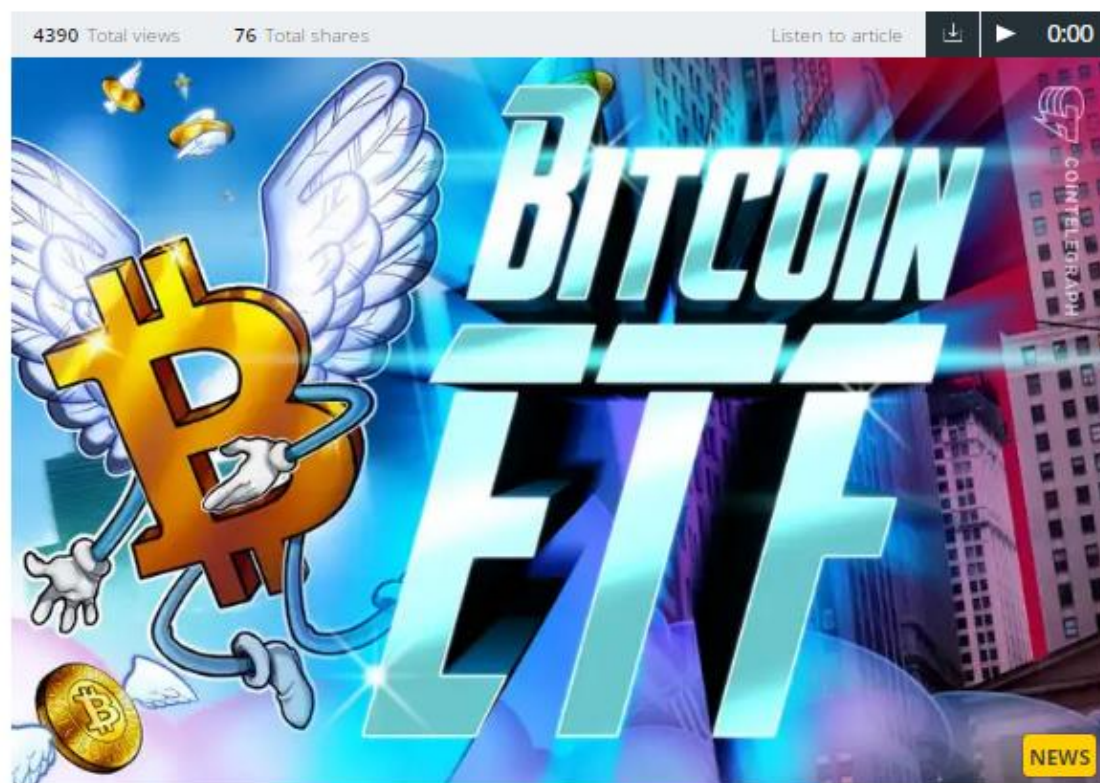 4390 Total views 76 Total shares Listen to article 0:00
BITCOIN
ETF
COINTELEGRAPH
NEWS